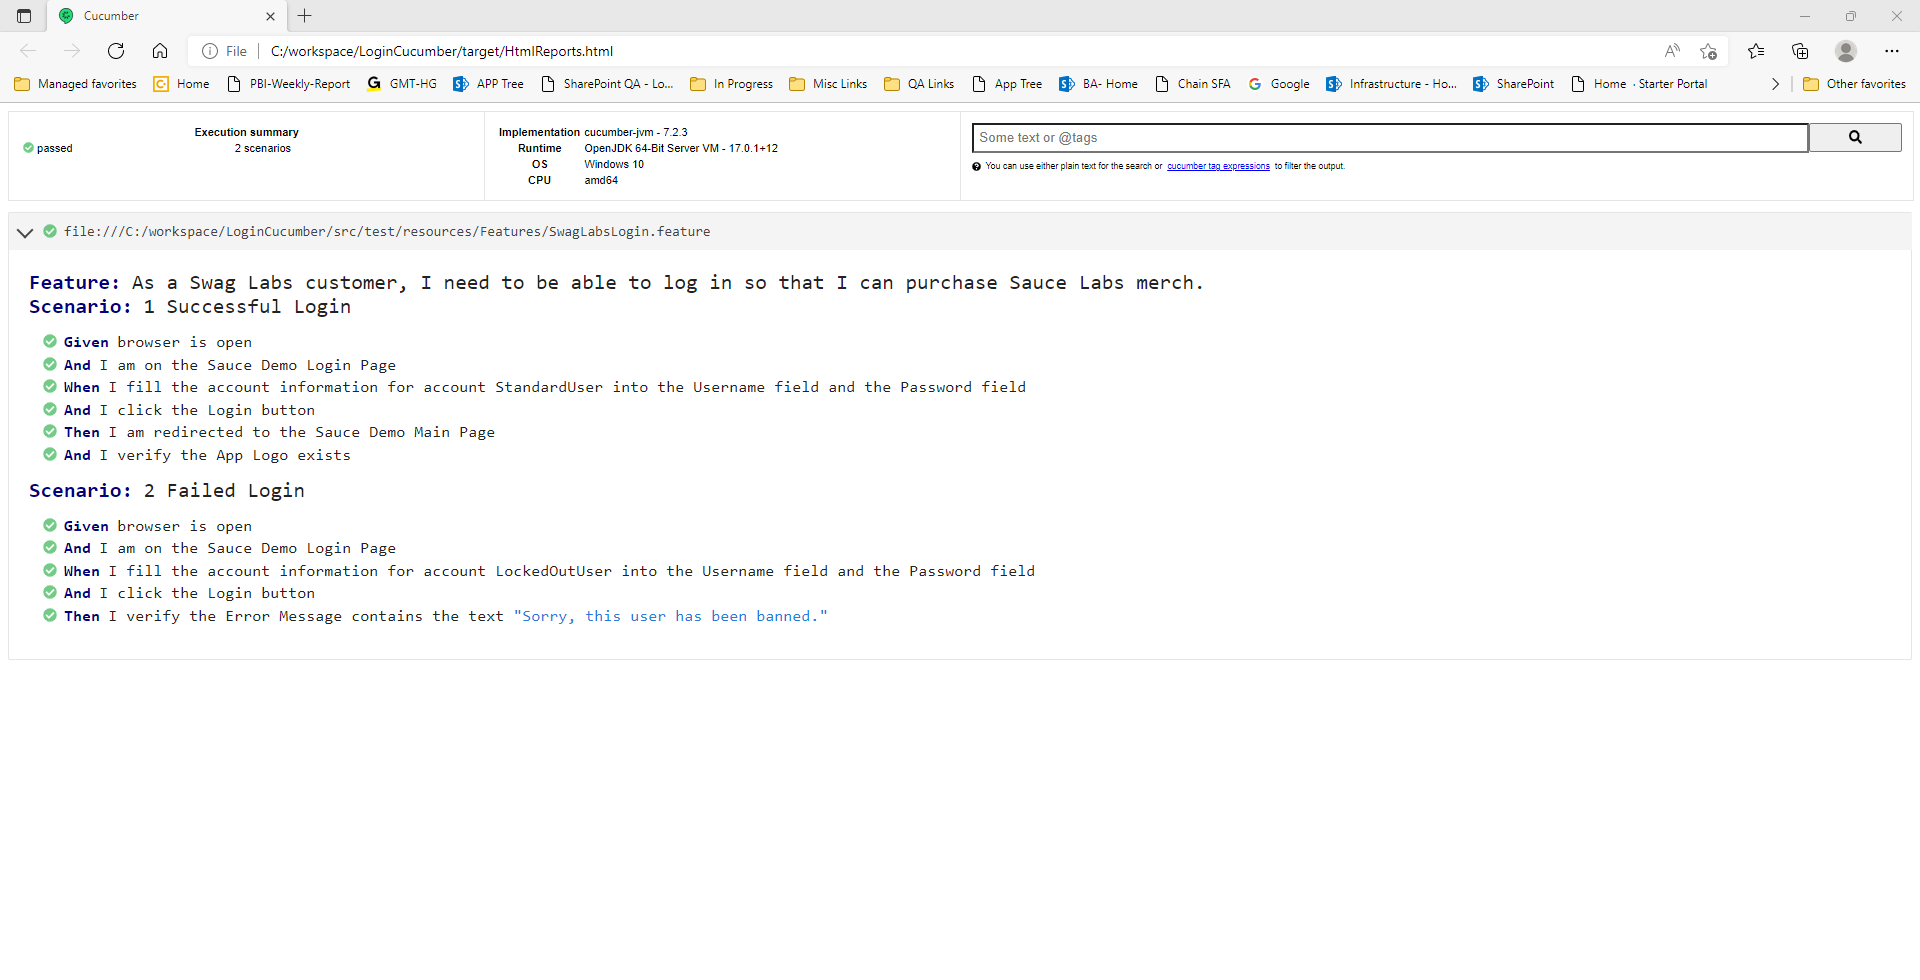 Cucumber
File C:/workspace/LoginCucumber/target/HtmlReports.html
Managed favorites Home PBI-Weekly-Report GMT-HG APP Tree SharePoint QA - Lo... In Progress Misc Links QA Links App Tree BA- Home Chain SFA Google Infrastructure - Ho... SharePoint Home · Starter Portal Other favorites
Execution summary
passed 2 scenarios
Implementation cucumber-jvm - 7.2.3
Runtime OpenJDK 64-Bit Server VM - 17.0.1+12
OS Windows 10
CPU amd64
Some text or @tags
You can use either plain text for the search or cucumber tag expressions to filter the output.
file:///C:/workspace/LoginCucumber/src/test/resources/Features/SwagLabsLogin.feature
Feature: As a Swag Labs customer, I need to be able to log in so that I can purchase Sauce Labs merch.
Scenario: 1 Successful Login
Given browser is open
And I am on the Sauce Demo Login Page
When I fill the account information for account StandardUser into the Username field and the Password field
And I click the Login button
Then I am redirected to the Sauce Demo Main Page
And I verify the App Logo exists
Scenario: 2 Failed Login
Given browser is open
And I am on the Sauce Demo Login Page
When I fill the account information for account LockedOutUser into the Username field and the Password field
And I click the Login button
Then I verify the Error Message contains the text "Sorry, this user has been banned."